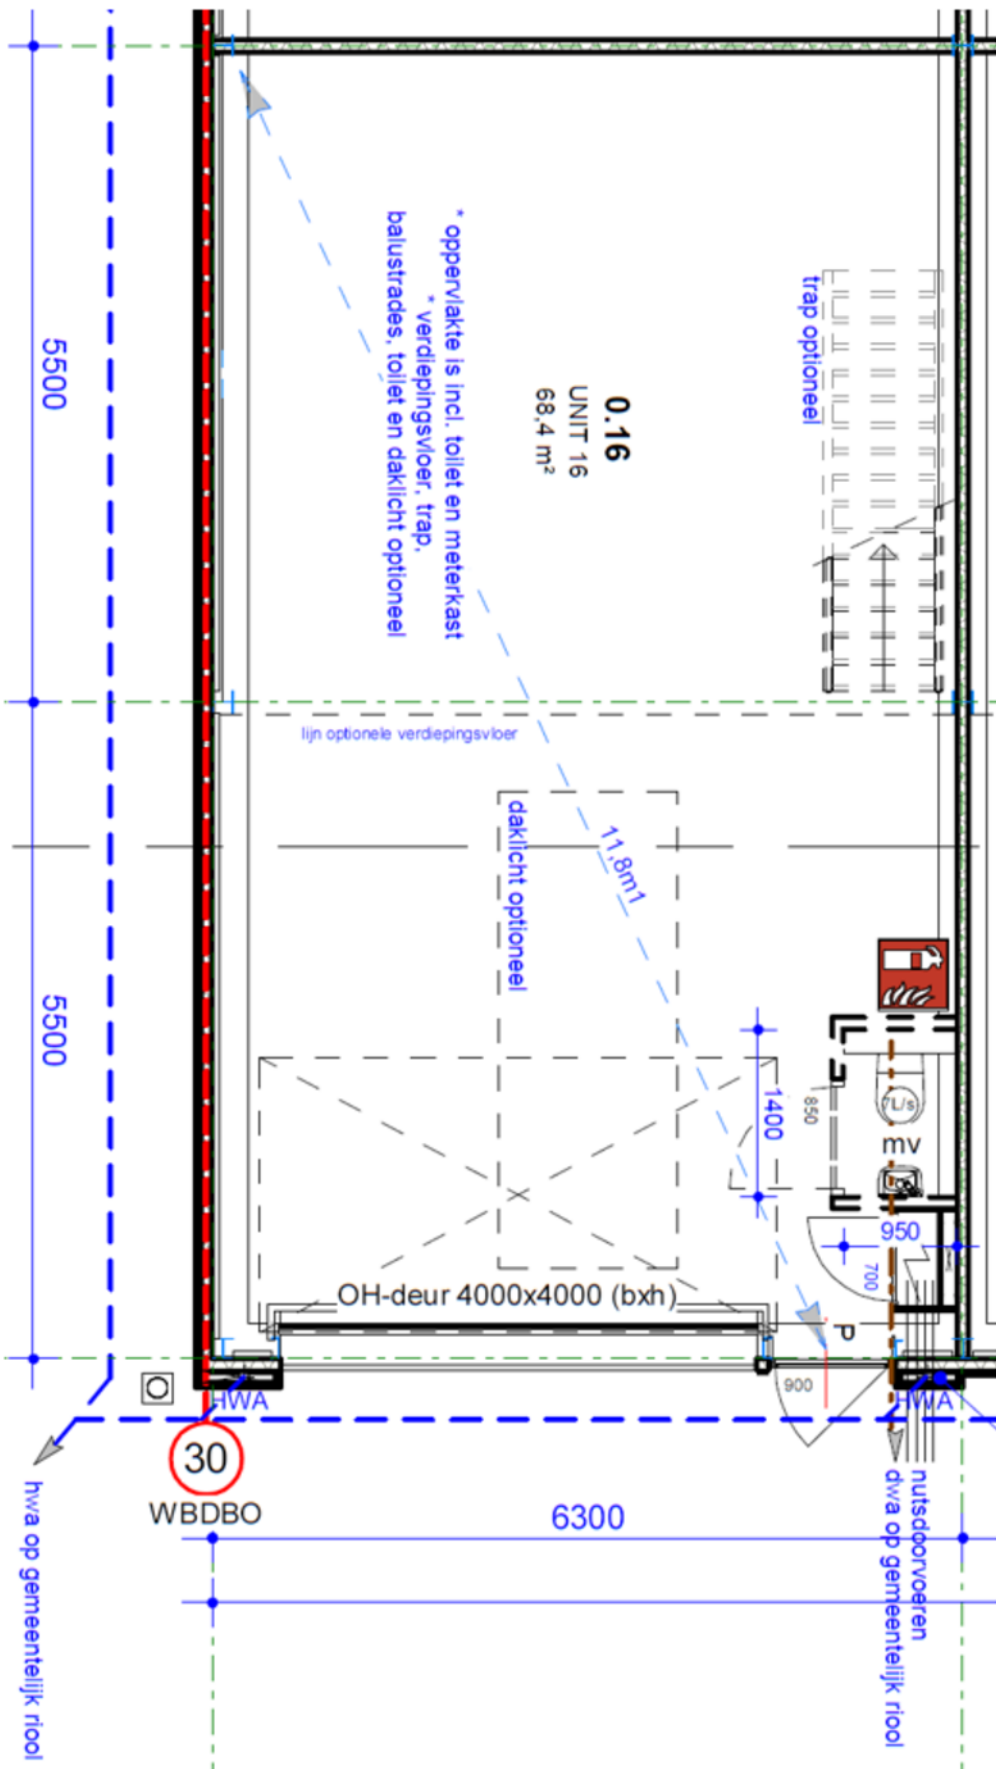 5500
5500
* oppervlakte is incl. toilet en meterkast
* verdiepingsvloer, trap,
balustrades, toilet en daklicht optioneel
0.16
UNIT 16
68,4 m²
trap optioneel
lijn optionele verdiepingsvloer
daklicht optioneel
11,8m1
1400
850
7L/s
mv
950
700
OH-deur 4000x4000 (bxh)
P
900
HWA
HWA
30
WBDBO
6300
hwa op gemeentelijk riool
nutsdoorvoeren
dwa op gemeentelijk riool